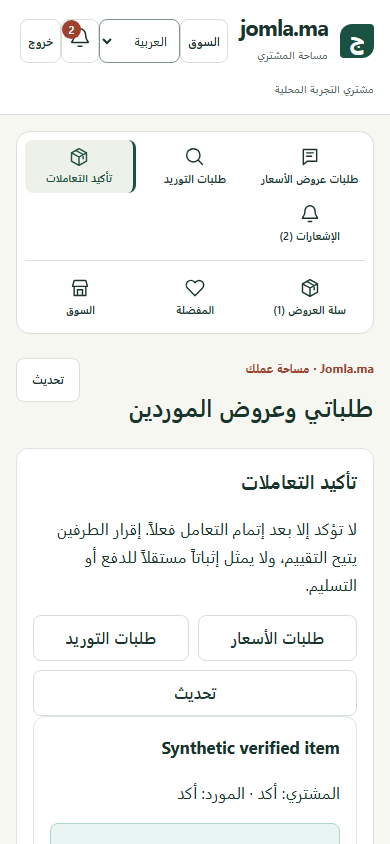 ج
jomla.ma
مساحة المشتري
السوق
العربية
2
خروج
مشتري التجربة المحلية
طلبات عروض الأسعار
طلبات التوريد
تأكيد التعاملات
الإشعارات (2)
سلة العروض (1)
المفضلة
السوق
Jomla.ma · مساحة عملك
طلباتي وعروض الموردين
تحديث
تأكيد التعاملات
لا تؤكد إلا بعد إتمام التعامل فعلاً. إقرار الطرفين
يتيح التقييم، ولا يمثل إثباتاً مستقلاً للدفع أو
التسليم.
طلبات الأسعار
طلبات التوريد
تحديث
Synthetic verified item
المشتري: أكد · المورد: أكد